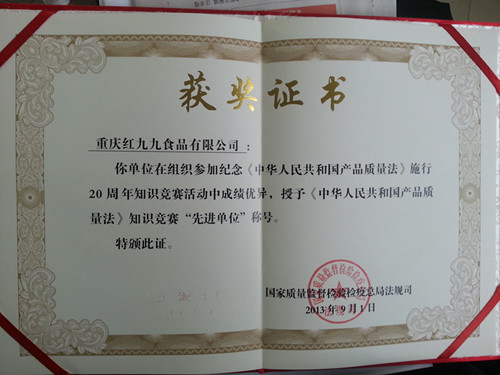 获奖证书
重庆红九九食品有限公司：
你单位在组织参加纪念《中华人民共和国产品质量法》施行
20周年知识竞赛活动中成绩优异，授予《中华人民共和国产品质
量法》知识竞赛“先进单位”称号。
特颁此证。
国家质量监督检验检疫总局法规司
2013年9月1日